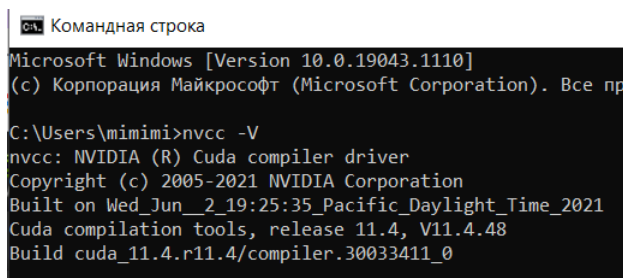 Командная строка
Microsoft Windows [Version 10.0.19043.1110]
(c) Корпорация Майкрософт (Microsoft Corporation). Все пр
C:\Users\mimimi>nvcc -V
nvcc: NVIDIA (R) Cuda compiler driver
Copyright (c) 2005-2021 NVIDIA Corporation
Built on Wed_Jun__2_19:25:35_Pacific_Daylight_Time_2021
Cuda compilation tools, release 11.4, V11.4.48
Build cuda_11.4.r11.4/compiler.30033411_0